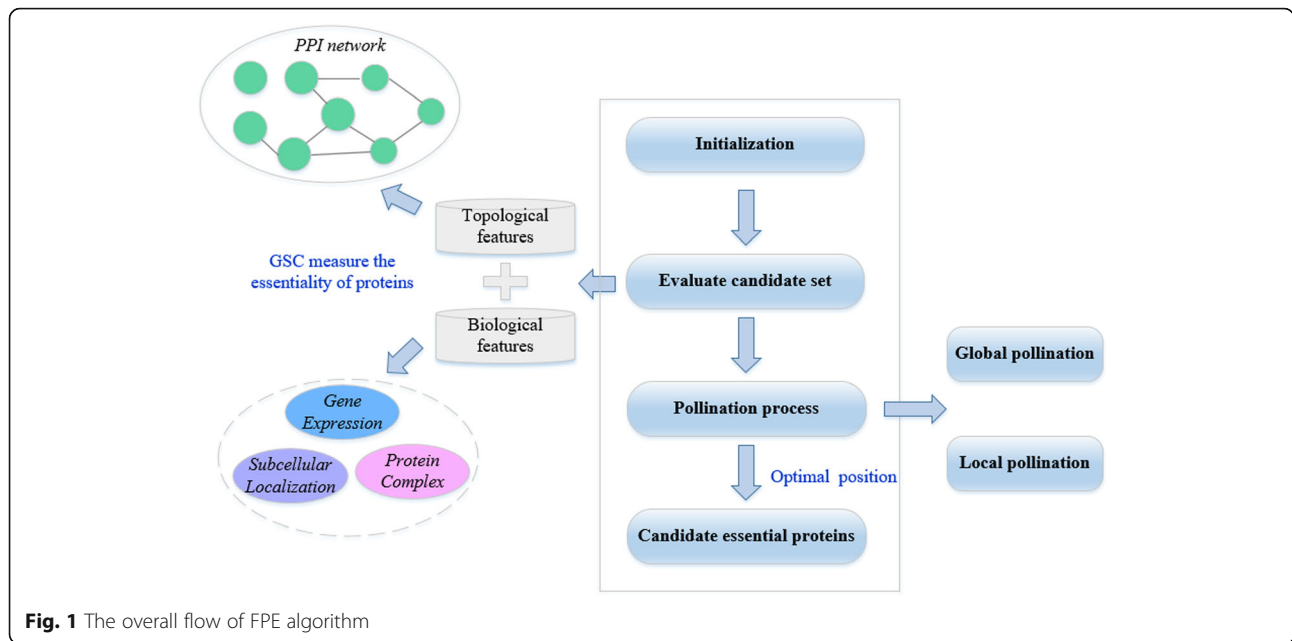 PPI network
Topological
features
GSC measure the
essentiality of proteins
Biological
features
Gene
Expression
Subcellular
Localization
Protein
Complex
Initialization
Evaluate candidate set
Pollination process
Optimal position
Candidate essential proteins
Global pollination
Local pollination
Fig. 1 The overall flow of FPE algorithm